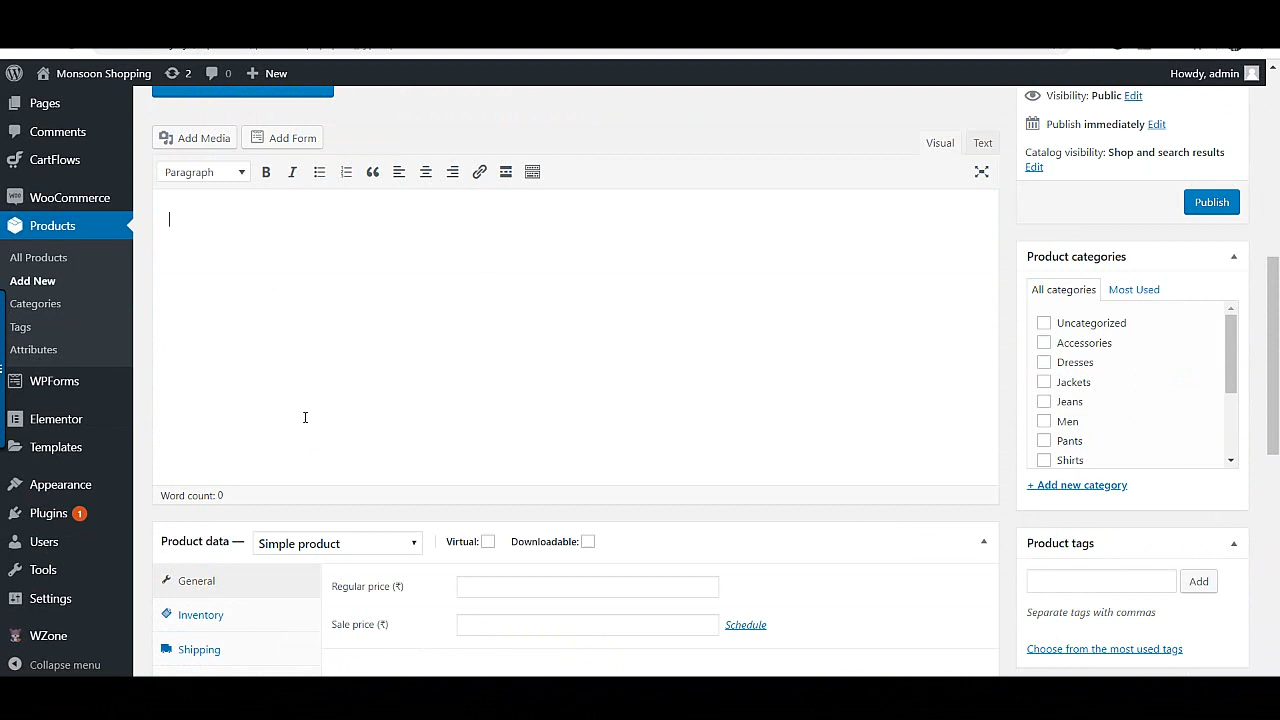 Monsoon Shopping
2
0
New
Howdy, admin
Pages
Comments
CartFlows
WooCommerce
Products
All Products
Add New
Categories
Tags
Attributes
WPForms
Elementor
Templates
Appearance
Plugins 1
Users
Tools
Settings
WZone
Collapse menu
Add Media
Add Form
Visual
Text
Paragraph
B
I
Word count: 0
Product data —
Simple product
Virtual:
Downloadable:
General
Inventory
Shipping
Regular price (₹)
Sale price (₹)
Schedule
Visibility: Public Edit
Publish immediately Edit
Catalog visibility: Shop and search results
Edit
Publish
Product categories
All categories
Most Used
Uncategorized
Accessories
Dresses
Jackets
Jeans
Men
Pants
Shirts
+ Add new category
Product tags
Add
Separate tags with commas
Choose from the most used tags